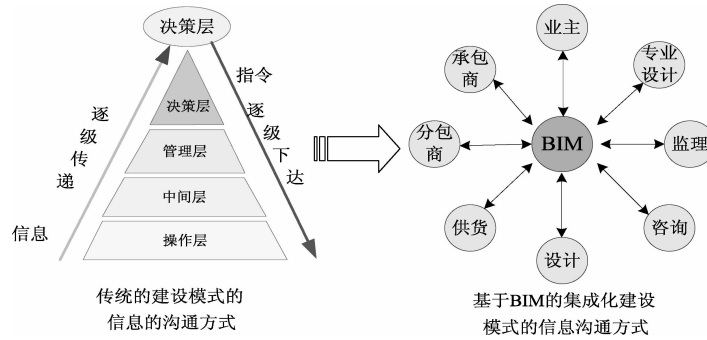 决策层
决策层
管理层
中间层
操作层
信息
逐级传递
指令
逐级下达
传统的建设模式的
信息的沟通方式
业主
专业
设计
监理
咨询
设计
供货
分包
商
承包
商
BIM
基于BIM的集成化建设
模式的信息沟通方式